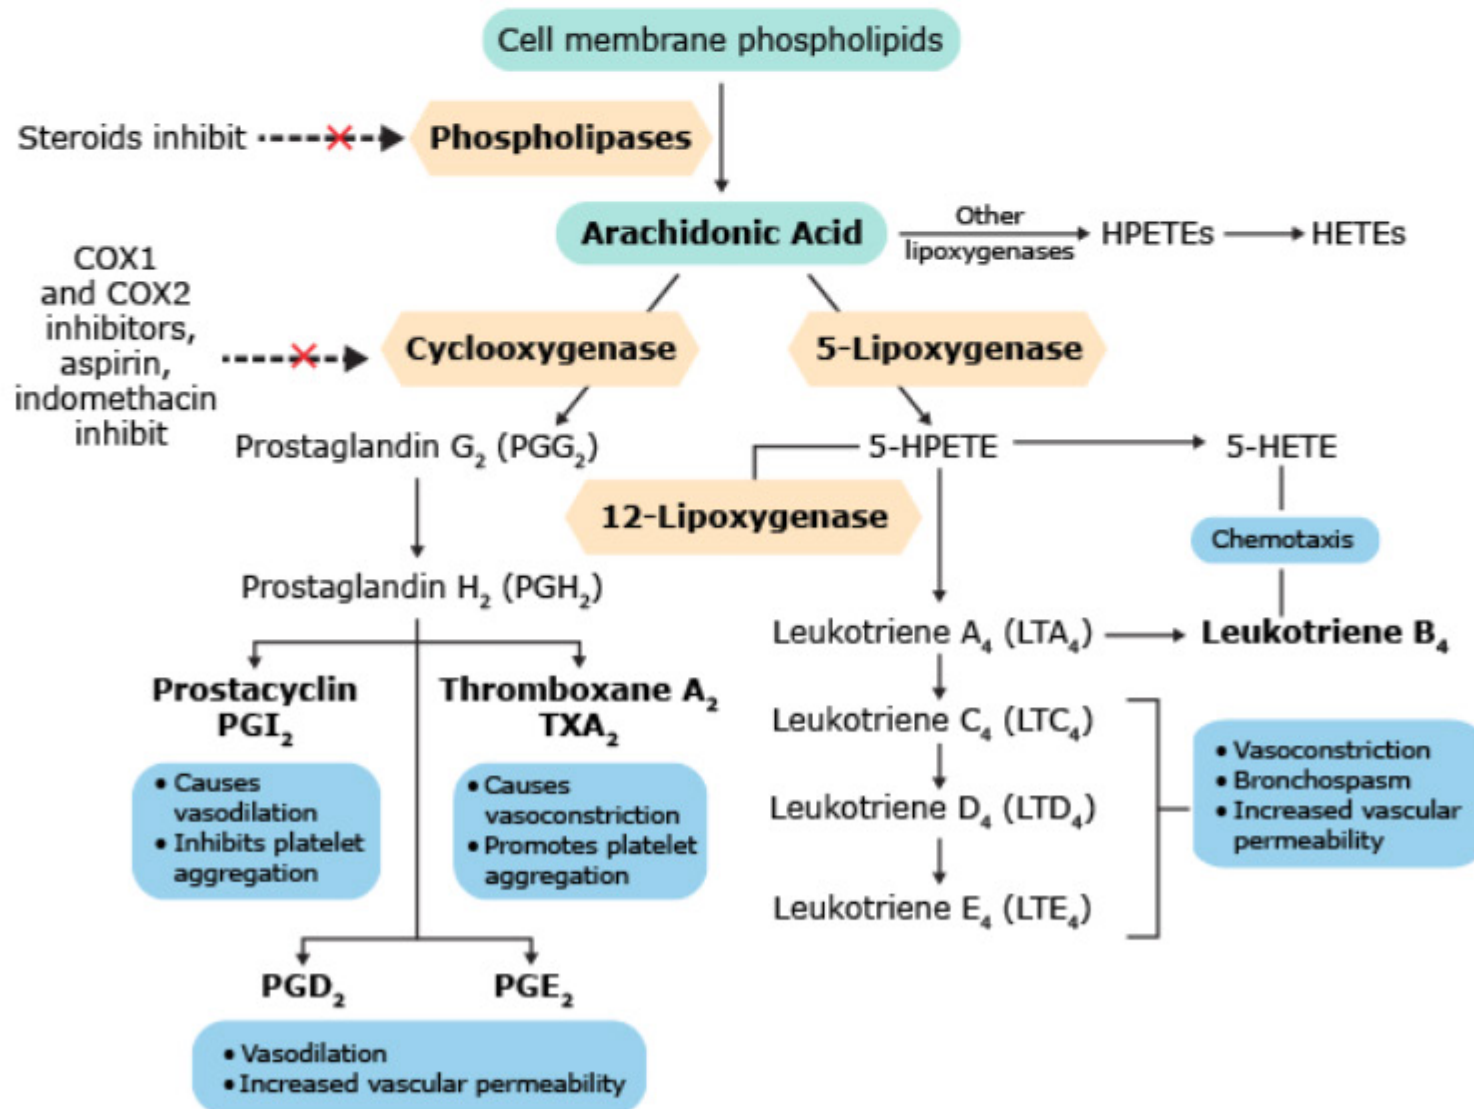 Cell membrane phospholipids
Steroids inhibit
Phospholipases
Arachidonic Acid
Other
lipoxygenases
HPETEs
HETEs
COX1
and COX2
inhibitors,
aspirin,
indomethacin
inhibit
Cyclooxygenase
5-Lipoxygenase
Prostaglandin G₂ (PGG₂)
5-HPETE
5-HETE
12-Lipoxygenase
Chemotaxis
Prostaglandin H₂ (PGH₂)
Leukotriene A₄ (LTA₄)
Leukotriene B₄
Prostacyclin
PGI₂
Thromboxane A₂
TXA₂
• Causes
vasodilation
• Inhibits platelet
aggregation
• Causes
vasoconstriction
• Promotes platelet
aggregation
Leukotriene C₄ (LTC₄)
Leukotriene D₄ (LTD₄)
Leukotriene E₄ (LTE₄)
• Vasoconstriction
• Bronchospasm
• Increased vascular
permeability
PGD₂
PGE₂
• Vasodilation
• Increased vascular permeability